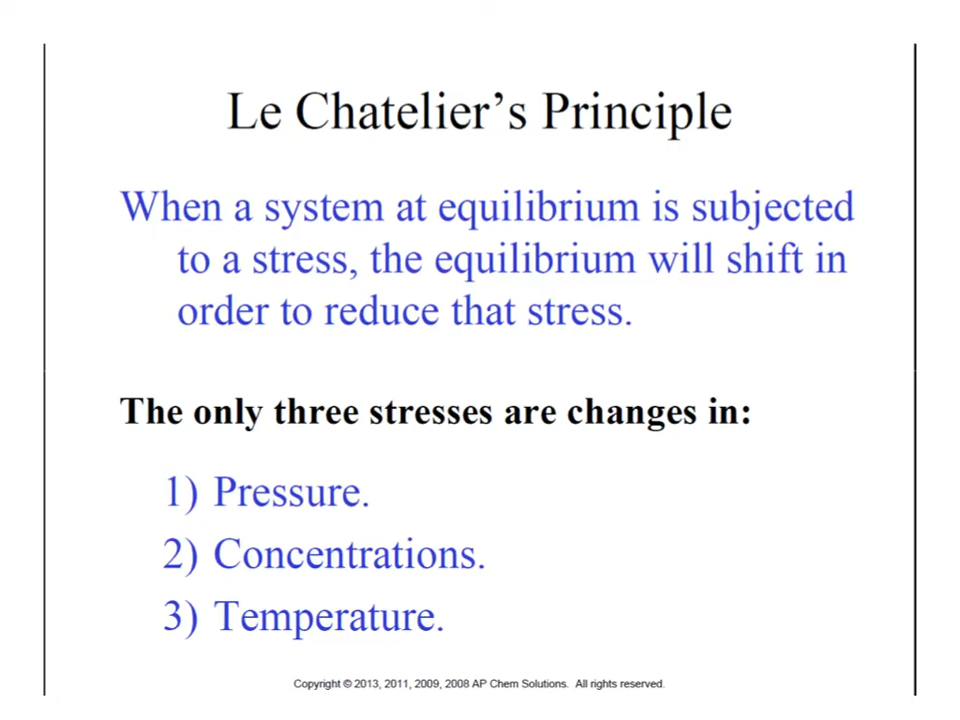 Le Chatelier’s Principle
When a system at equilibrium is subjected
to a stress, the equilibrium will shift in
order to reduce that stress.
The only three stresses are changes in:
1) Pressure.
2) Concentrations.
3) Temperature.
Copyright © 2013, 2011, 2009, 2008 AP Chem Solutions. All rights reserved.